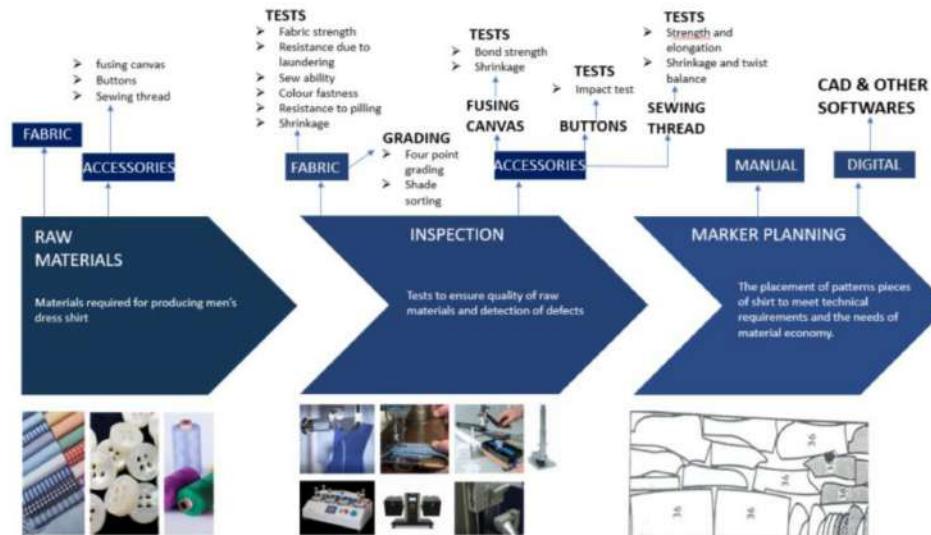 TESTS
➤ Fabric strength
➤ Resistance due to
laundering
➤ Sew ability
➤ Colour fastness
➤ Resistance to pilling
➤ Shrinkage
TESTS
➤ Bond strength
➤ Shrinkage
TESTS
➤ Strength and
elongation
➤ Shrinkage and twist
balance
➤ fusing canvas
➤ Buttons
➤ Sewing thread
TESTS
➤ Impact test
CAD & OTHER
SOFTWARES
FABRIC
ACCESSORIES
FABRIC
GRADING
➤ Four point
grading
➤ Shade
sorting
FUSING
CANVAS
BUTTONS
SEWING
THREAD
ACCESSORIES
MANUAL
DIGITAL
RAW
MATERIALS
Materials required for producing men's
dress shirt
INSPECTION
Tests to ensure quality of raw
materials and detection of defects
MARKER PLANNING
The placement of patterns pieces
of shirt to meet technical
requirements and the needs of
material economy.
36
36
36
36